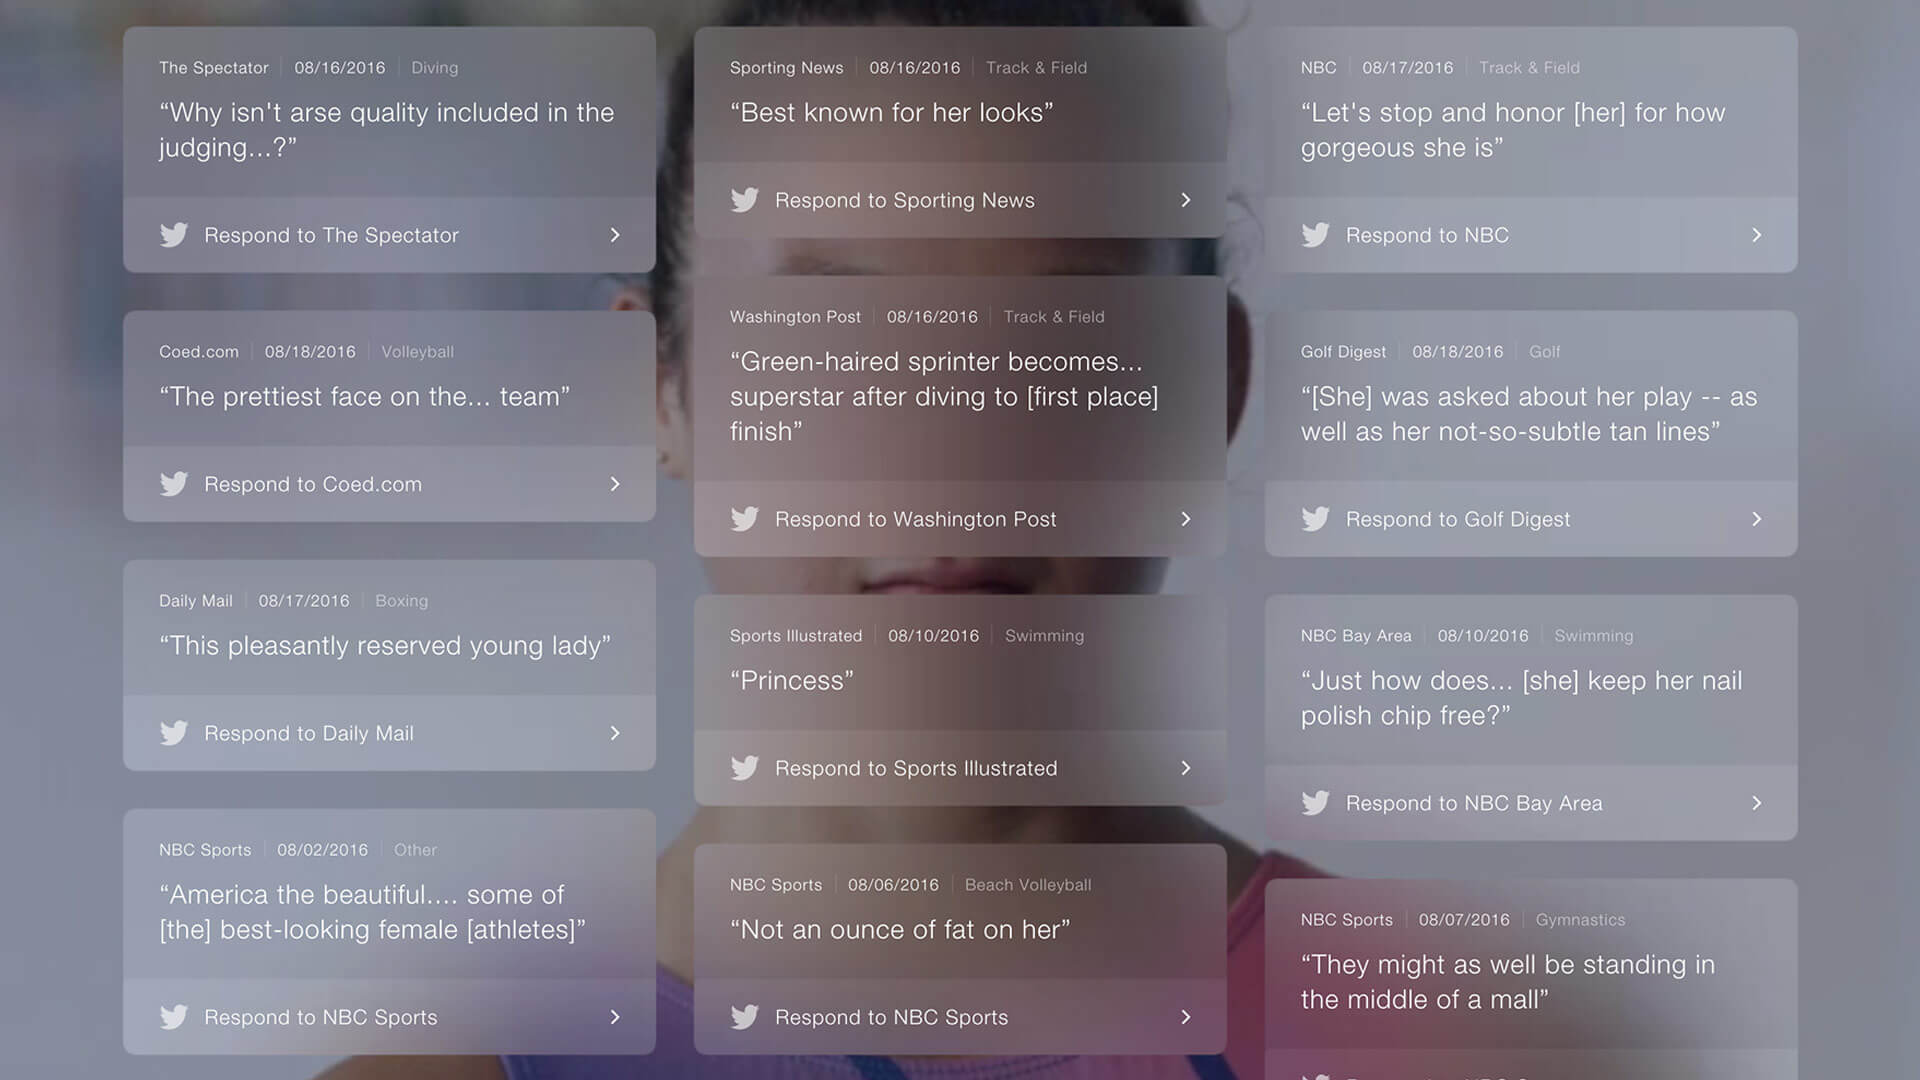 The Spectator 08/16/2016 Diving
“Why isn't arse quality included in the
judging...?”
Respond to The Spectator
Coed.com 08/18/2016 Volleyball
“The prettiest face on the... team”
Respond to Coed.com
Daily Mail 08/17/2016 Boxing
“This pleasantly reserved young lady”
Respond to Daily Mail
NBC Sports 08/02/2016 Other
“America the beautiful.... some of
[the] best-looking female [athletes]”
Respond to NBC Sports
Sporting News 08/16/2016 Track & Field
“Best known for her looks”
Respond to Sporting News
Washington Post 08/16/2016 Track & Field
“Green-haired sprinter becomes...
superstar after diving to [first place]
finish”
Respond to Washington Post
Sports Illustrated 08/10/2016 Swimming
“Princess”
Respond to Sports Illustrated
NBC Sports 08/06/2016 Beach Volleyball
“Not an ounce of fat on her”
Respond to NBC Sports
NBC 08/17/2016 Track & Field
“Let's stop and honor [her] for how
gorgeous she is”
Respond to NBC
Golf Digest 08/18/2016 Golf
“[She] was asked about her play -- as
well as her not-so-subtle tan lines”
Respond to Golf Digest
NBC Bay Area 08/10/2016 Swimming
“Just how does... [she] keep her nail
polish chip free?”
Respond to NBC Bay Area
NBC Sports 08/07/2016 Gymnastics
“They might as well be standing in
the middle of a mall”